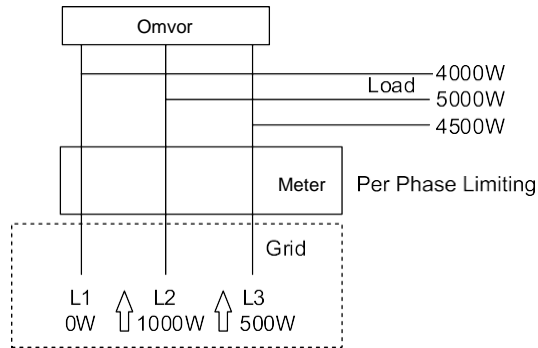 Omvor
4000W
Load
5000W
4500W
Meter
Per Phase Limiting
Grid
L1 L2 L3
0W 1000W 500W